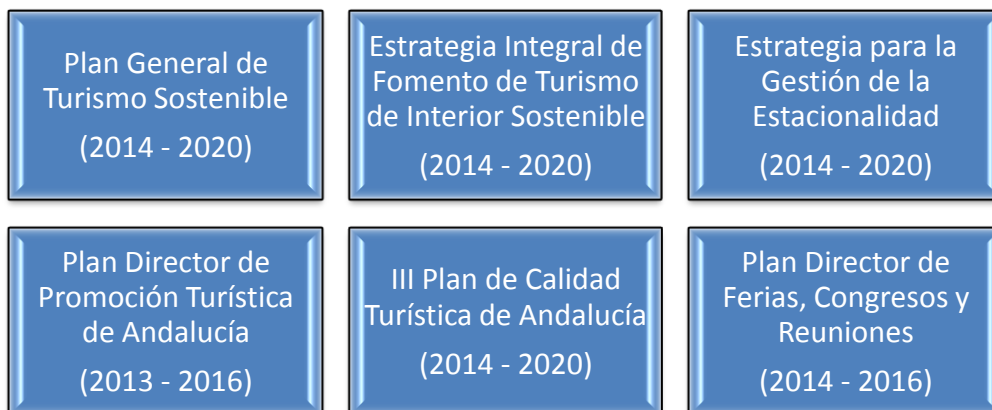 Plan General de
Turismo Sostenible
(2014 - 2020)
Estrategia Integral de
Fomento de Turismo
de Interior Sostenible
(2014 - 2020)
Estrategia para la
Gestión de la
Estacionalidad
(2014 - 2020)
Plan Director de
Promoción Turística
de Andalucía
(2013 - 2016)
III Plan de Calidad
Turística de Andalucía
(2014 - 2020)
Plan Director de
Ferias, Congresos y
Reuniones
(2014 - 2016)